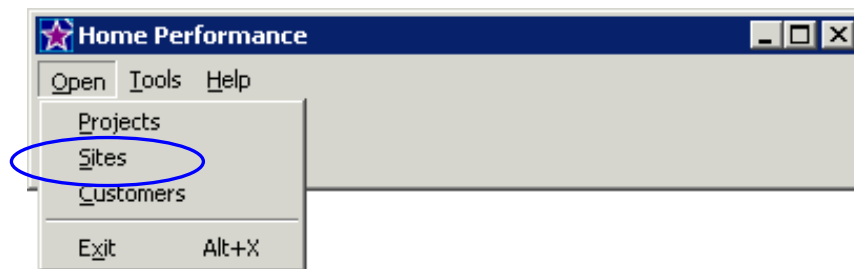 Home Performance
Open Tools Help
Projects
Sites
Customers
Exit Alt+X